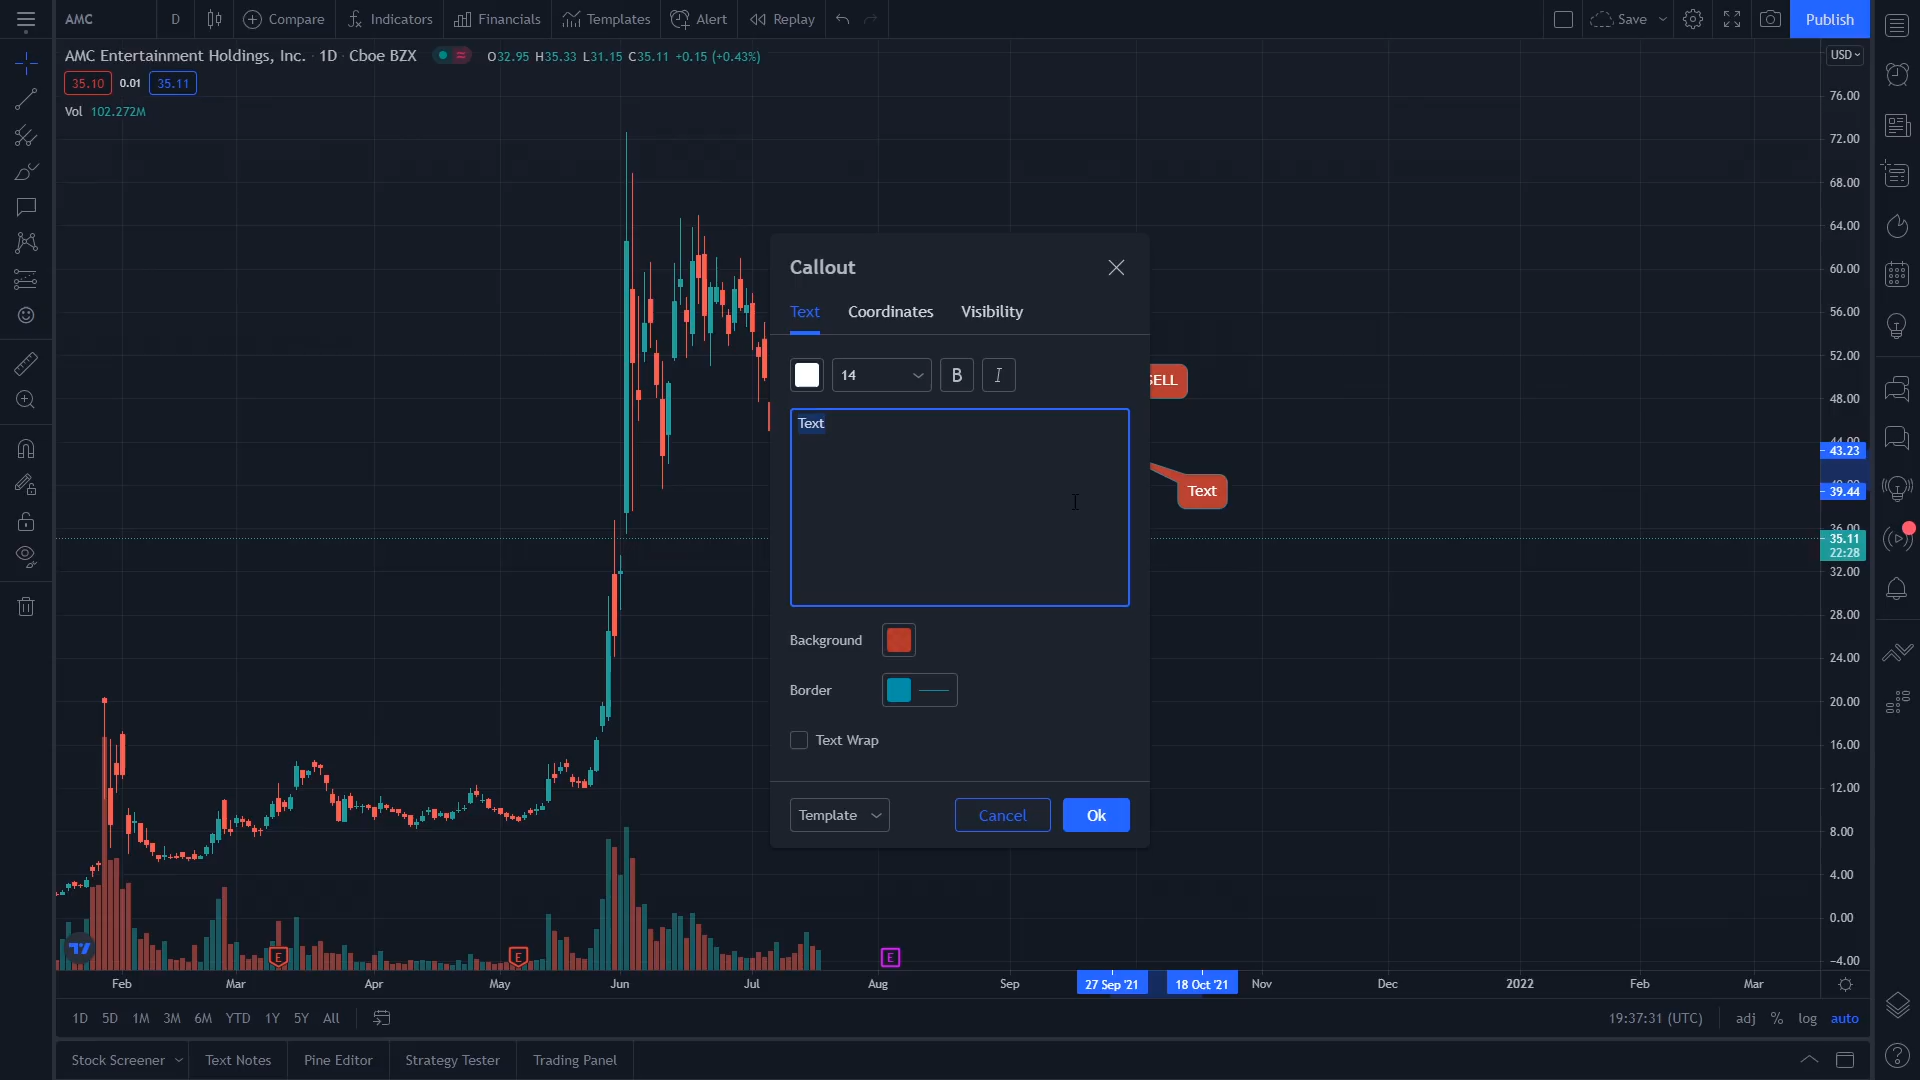 AMC
D
Compare
Indicators
Financials
Templates
Alert
Replay
Save
Publish
AMC Entertainment Holdings, Inc. · 1D · Cboe BZX
O32.95 H35.33 L31.15 C35.11 +0.15 (+0.43%)
USD
35.10
0.01
35.11
Vol 102.272M
76.00
72.00
68.00
64.00
60.00
56.00
52.00
48.00
44.00
43.23
39.44
36.00
35.11
22:28
32.00
28.00
24.00
20.00
16.00
12.00
8.00
4.00
0.00
−4.00
Callout
Text
Coordinates
Visibility
14
B
I
Text
Background
Border
Text Wrap
Template
Cancel
Ok
SELL
Text
E
E
E
Feb
Mar
Apr
May
Jun
Jul
Aug
Sep
27 Sep '21
18 Oct '21
Nov
Dec
2022
Feb
Mar
1D
5D
1M
3M
6M
YTD
1Y
5Y
All
19:37:31 (UTC)
adj
%
log
auto
Stock Screener
Text Notes
Pine Editor
Strategy Tester
Trading Panel